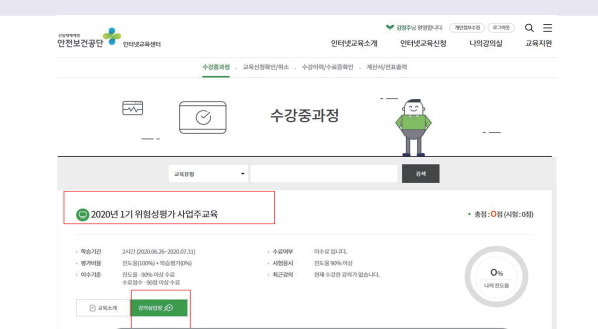 김영주님 환영합니다 개인정보수정 로그아웃
산업재해예방
안전보건공단 인터넷교육센터
인터넷교육소개 인터넷교육신청 나의강의실 교육지원
수강중과정 교육신청확인/취소 수강이력/수료증확인 계산서/전표출력
수강중과정
교육유형 검색
2020년 1기 위험성평가 사업주교육
• 총점 : 0점 (시험 : 0점)
· 학습기간 2시간 (2020.06.26~2020.07.31)
· 평가비율 진도율(100%) + 학습평가(0%)
· 이수기준 진도율 : 90% 이상 수료
수료점수 : 90점 이상 수료
· 수료여부 미수료 입니다.
· 시험응시 진도율 90% 이상
· 최근강의 현재 수강한 강의가 없습니다.
0%
나의 진도율
교육소개 강의실입장